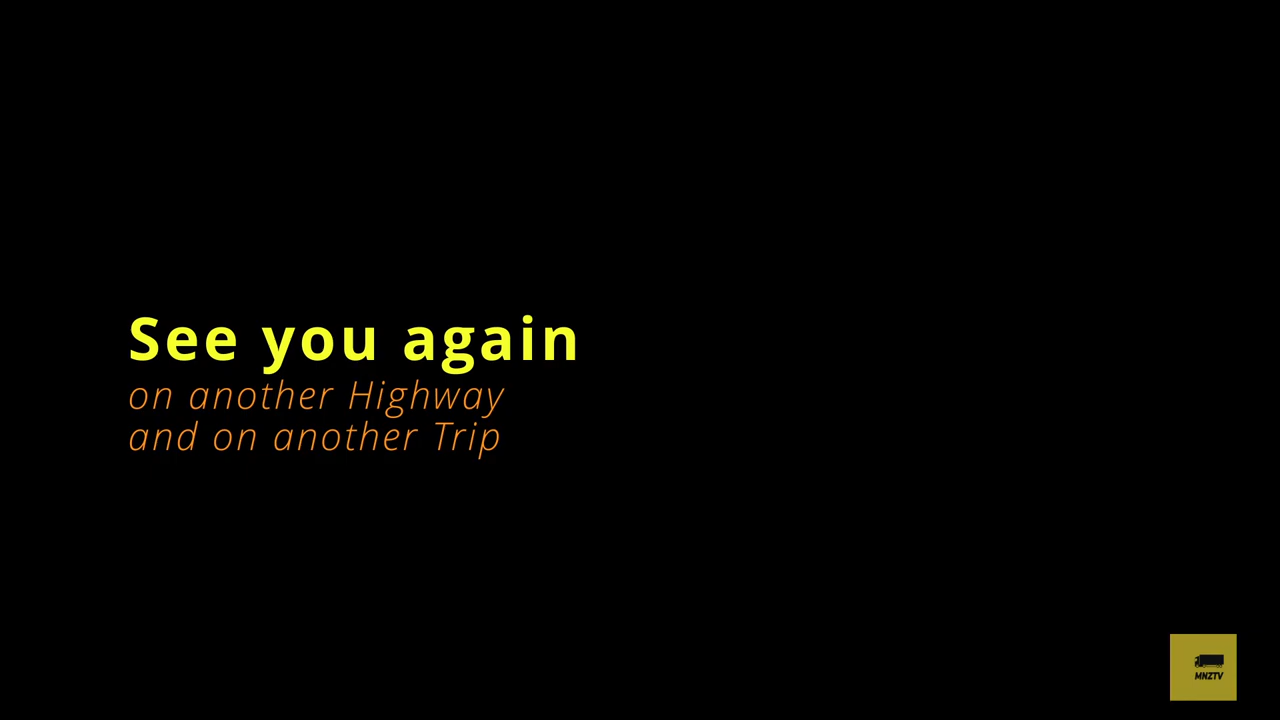 See you again
on another Highway
and on another Trip
MNZTV